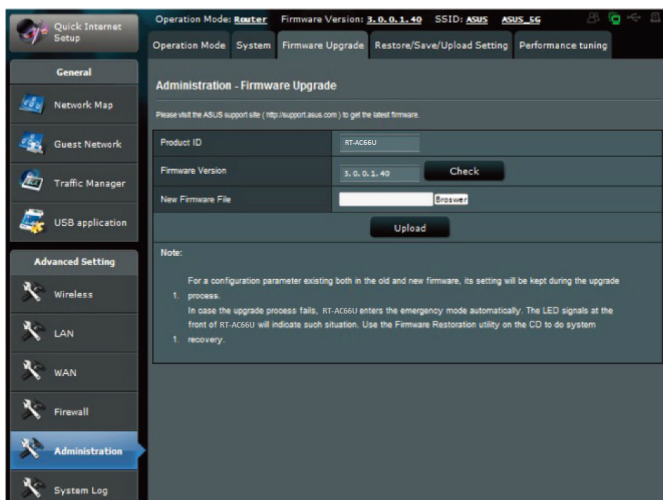 Quick Internet
Setup
Operation Mode: Router Firmware Version: 3.0.0.1.40 SSID: ASUS ASUS_5G
Operation Mode System Firmware Upgrade Restore/Save/Upload Setting Performance tuning
General
Network Map
Guest Network
Traffic Manager
USB application
Advanced Setting
Wireless
LAN
WAN
Firewall
Administration
System Log
Administration - Firmware Upgrade
Please visit the ASUS support site ( http://support.asus.com ) to get the latest firmware.
Product ID RT-AC66U
Firmware Version 3.0.0.1.40 Check
New Firmware File Broswer
Upload
Note:
For a configuration parameter existing both in the old and new firmware, its setting will be kept during the upgrade
1. process.
In case the upgrade process fails, RT-AC66U enters the emergency mode automatically. The LED signals at the
front of RT-AC66U will indicate such situation. Use the Firmware Restoration utility on the CD to do system
1. recovery.